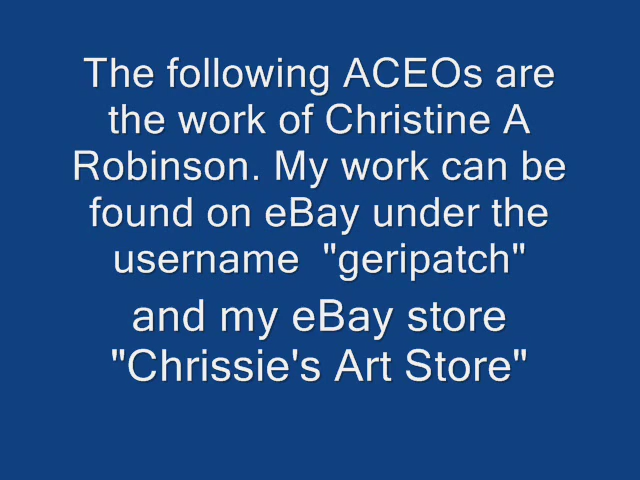 The following ACEOs are
the work of Christine A
Robinson. My work can be
found on eBay under the
username  "geripatch"
and my eBay store
"Chrissie's Art Store"